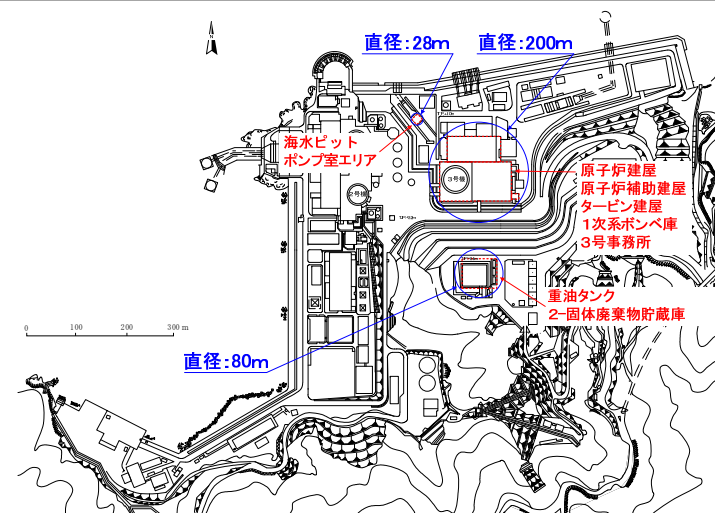 N
直径：28m
直径：200m
海水ピット
ポンプ室エリア
原子炉建屋
原子炉補助建屋
タービン建屋
1次系ボンベ庫
3号事務所
3号機
2号機
重油タンク
2-固体廃棄物貯蔵庫
直径：80m
0 100 200 300 m